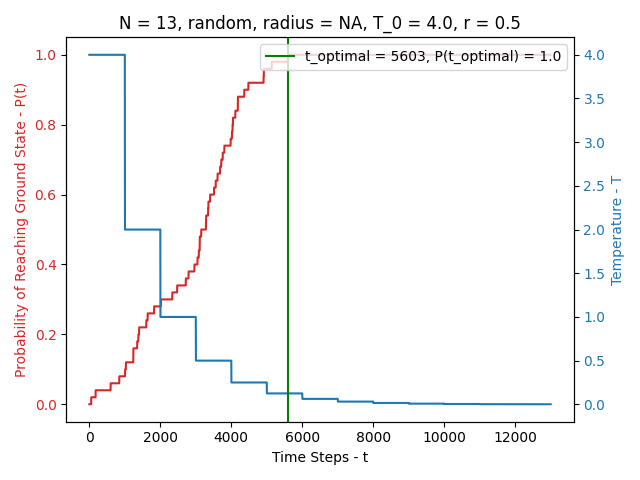 N = 13, random, radius = NA, T_0 = 4.0, r = 0.5
t_optimal = 5603, P(t_optimal) = 1.0
Probability of Reaching Ground State - P(t)
1.0
0.8
0.6
0.4
0.2
0.0
4.0
3.5
3.0
2.5
2.0
1.5
1.0
0.5
0.0
Temperature - T
0 2000 4000 6000 8000 10000 12000
Time Steps - t